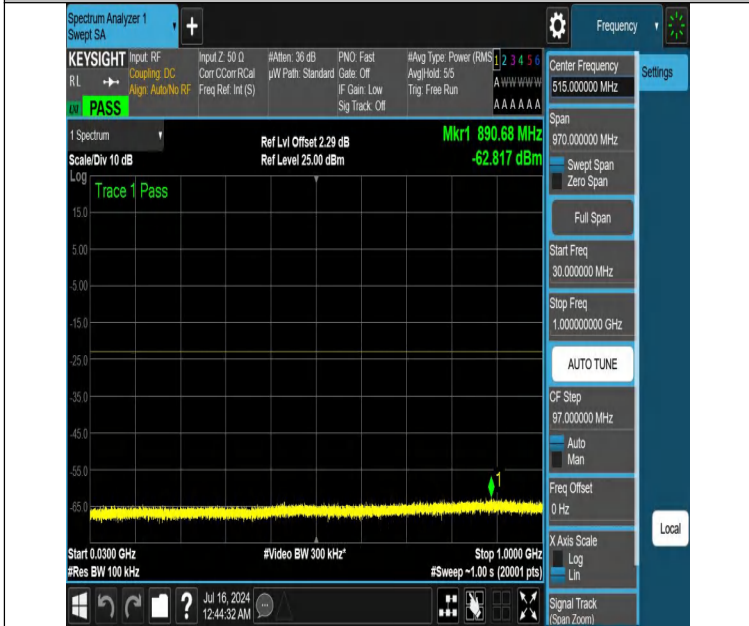 Spectrum Analyzer 1
Swept SA
+
Frequency
KEYSIGHT
RL
LXI
PASS
Input: RF
Coupling: DC
Align: Auto/No RF
Input Z: 50 Ω
Corr CCorr RCal
Freq Ref: Int (S)
#Atten: 36 dB
µW Path: Standard
PNO: Fast
Gate: Off
IF Gain: Low
Sig Track: Off
#Avg Type: Power (RMS
Avg|Hold: 5/5
Trig: Free Run
1 2 3 4 5 6
A W W W W W
A A A A A A
1 Spectrum
Scale/Div 10 dB
Ref Lvl Offset 2.29 dB
Ref Level 25.00 dBm
Mkr1 890.68 MHz
-62.817 dBm
Log
Trace 1 Pass
15.0
5.00
-5.00
-15.0
-25.0
-35.0
-45.0
-55.0
-65.0
1
Start 0.0300 GHz
#Res BW 100 kHz
#Video BW 300 kHz*
Stop 1.0000 GHz
#Sweep ~1.00 s (20001 pts)
Center Frequency
515.000000 MHz
Settings
Span
970.000000 MHz
Swept Span
Zero Span
Full Span
Start Freq
30.000000 MHz
Stop Freq
1.000000000 GHz
AUTO TUNE
CF Step
97.000000 MHz
Auto
Man
Freq Offset
0 Hz
X Axis Scale
Log
Lin
Local
Signal Track
(Span Zoom)
?
Jul 16, 2024
12:44:32 AM